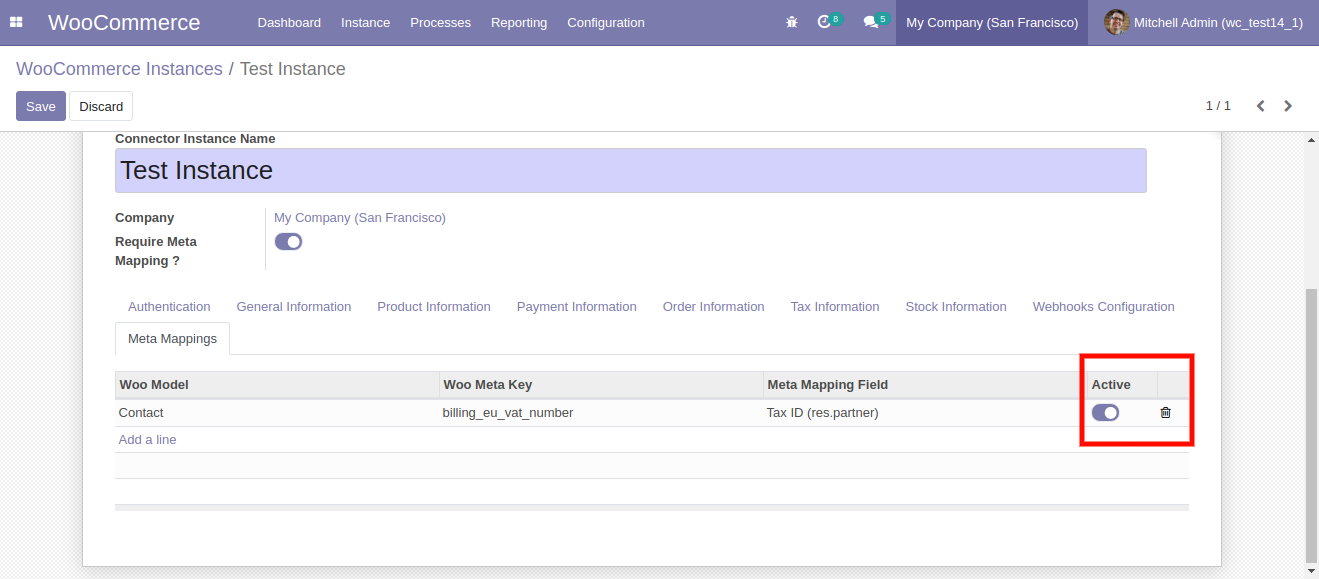 WooCommerce Dashboard Instance Processes Reporting Configuration 8 5 My Company (San Francisco) Mitchell Admin (wc_test14_1)
WooCommerce Instances / Test Instance
Save Discard 1 / 1
Connector Instance Name
Test Instance
Company My Company (San Francisco)
Require Meta
Mapping ?
Authentication General Information Product Information Payment Information Order Information Tax Information Stock Information Webhooks Configuration
Meta Mappings
Woo Model Woo Meta Key Meta Mapping Field Active
Contact billing_eu_vat_number Tax ID (res.partner)
Add a line